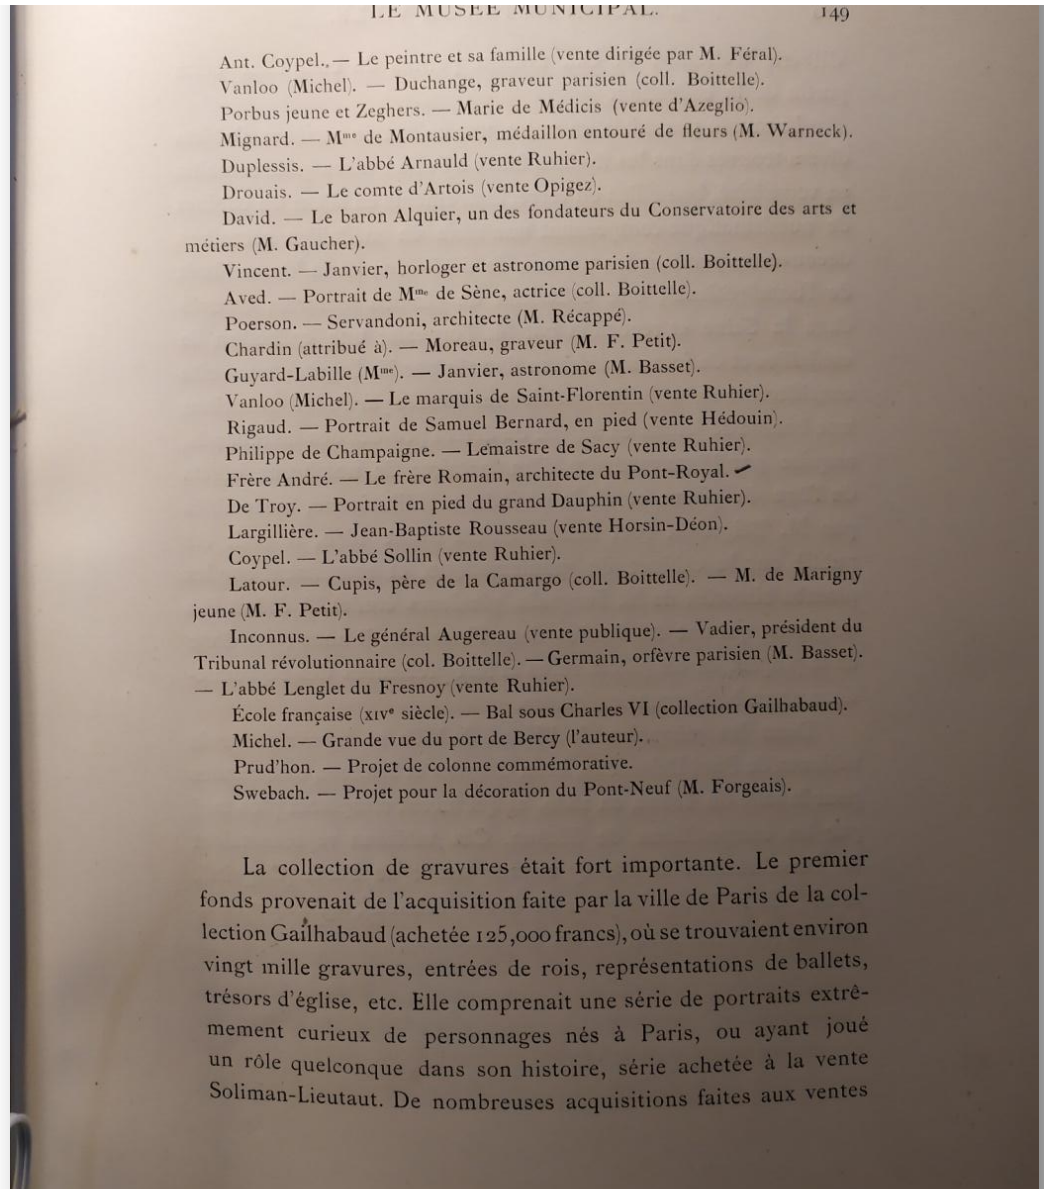 LE MUSÉE MUNICIPAL. 149
Ant. Coypel. — Le peintre et sa famille (vente dirigée par M. Féral).
Vanloo (Michel). — Duchange, graveur parisien (coll. Boittelle).
Porbus jeune et Zeghers. — Marie de Médicis (vente d'Azeglio).
Mignard. — Mme de Montausier, médaillon entouré de fleurs (M. Warneck).
Duplessis. — L'abbé Arnauld (vente Ruhier).
Drouais. — Le comte d'Artois (vente Opigez).
David. — Le baron Alquier, un des fondateurs du Conservatoire des arts et
métiers (M. Gaucher).
Vincent. — Janvier, horloger et astronome parisien (coll. Boittelle).
Aved. — Portrait de Mme de Sène, actrice (coll. Boittelle).
Poerson. — Servandoni, architecte (M. Récappé).
Chardin (attribué à). — Moreau, graveur (M. F. Petit).
Guyard-Labille (Mme). — Janvier, astronome (M. Basset).
Vanloo (Michel). — Le marquis de Saint-Florentin (vente Ruhier).
Rigaud. — Portrait de Samuel Bernard, en pied (vente Hédouin).
Philippe de Champaigne. — Lemaistre de Sacy (vente Ruhier).
Frère André. — Le frère Romain, architecte du Pont-Royal.
De Troy. — Portrait en pied du grand Dauphin (vente Ruhier).
Largillière. — Jean-Baptiste Rousseau (vente Horsin-Déon).
Coypel. — L'abbé Sollin (vente Ruhier).
Latour. — Cupis, père de la Camargo (coll. Boittelle). — M. de Marigny
jeune (M. F. Petit).
Inconnus. — Le général Augereau (vente publique). — Vadier, président du
Tribunal révolutionnaire (col. Boittelle). — Germain, orfèvre parisien (M. Basset).
— L'abbé Lenglet du Fresnoy (vente Ruhier).
École française (XIVe siècle). — Bal sous Charles VI (collection Gailhabaud).
Michel. — Grande vue du port de Bercy (l'auteur).
Prud'hon. — Projet de colonne commémorative.
Swebach. — Projet pour la décoration du Pont-Neuf (M. Forgeais).
La collection de gravures était fort importante. Le premier
fonds provenait de l'acquisition faite par la ville de Paris de la col-
lection Gailhabaud (achetée 125,000 francs), où se trouvaient environ
vingt mille gravures, entrées de rois, représentations de ballets,
trésors d'église, etc. Elle comprenait une série de portraits extrê-
mement curieux de personnages nés à Paris, ou ayant joué
un rôle quelconque dans son histoire, série achetée à la vente
Soliman-Lieutaut. De nombreuses acquisitions faites aux ventes